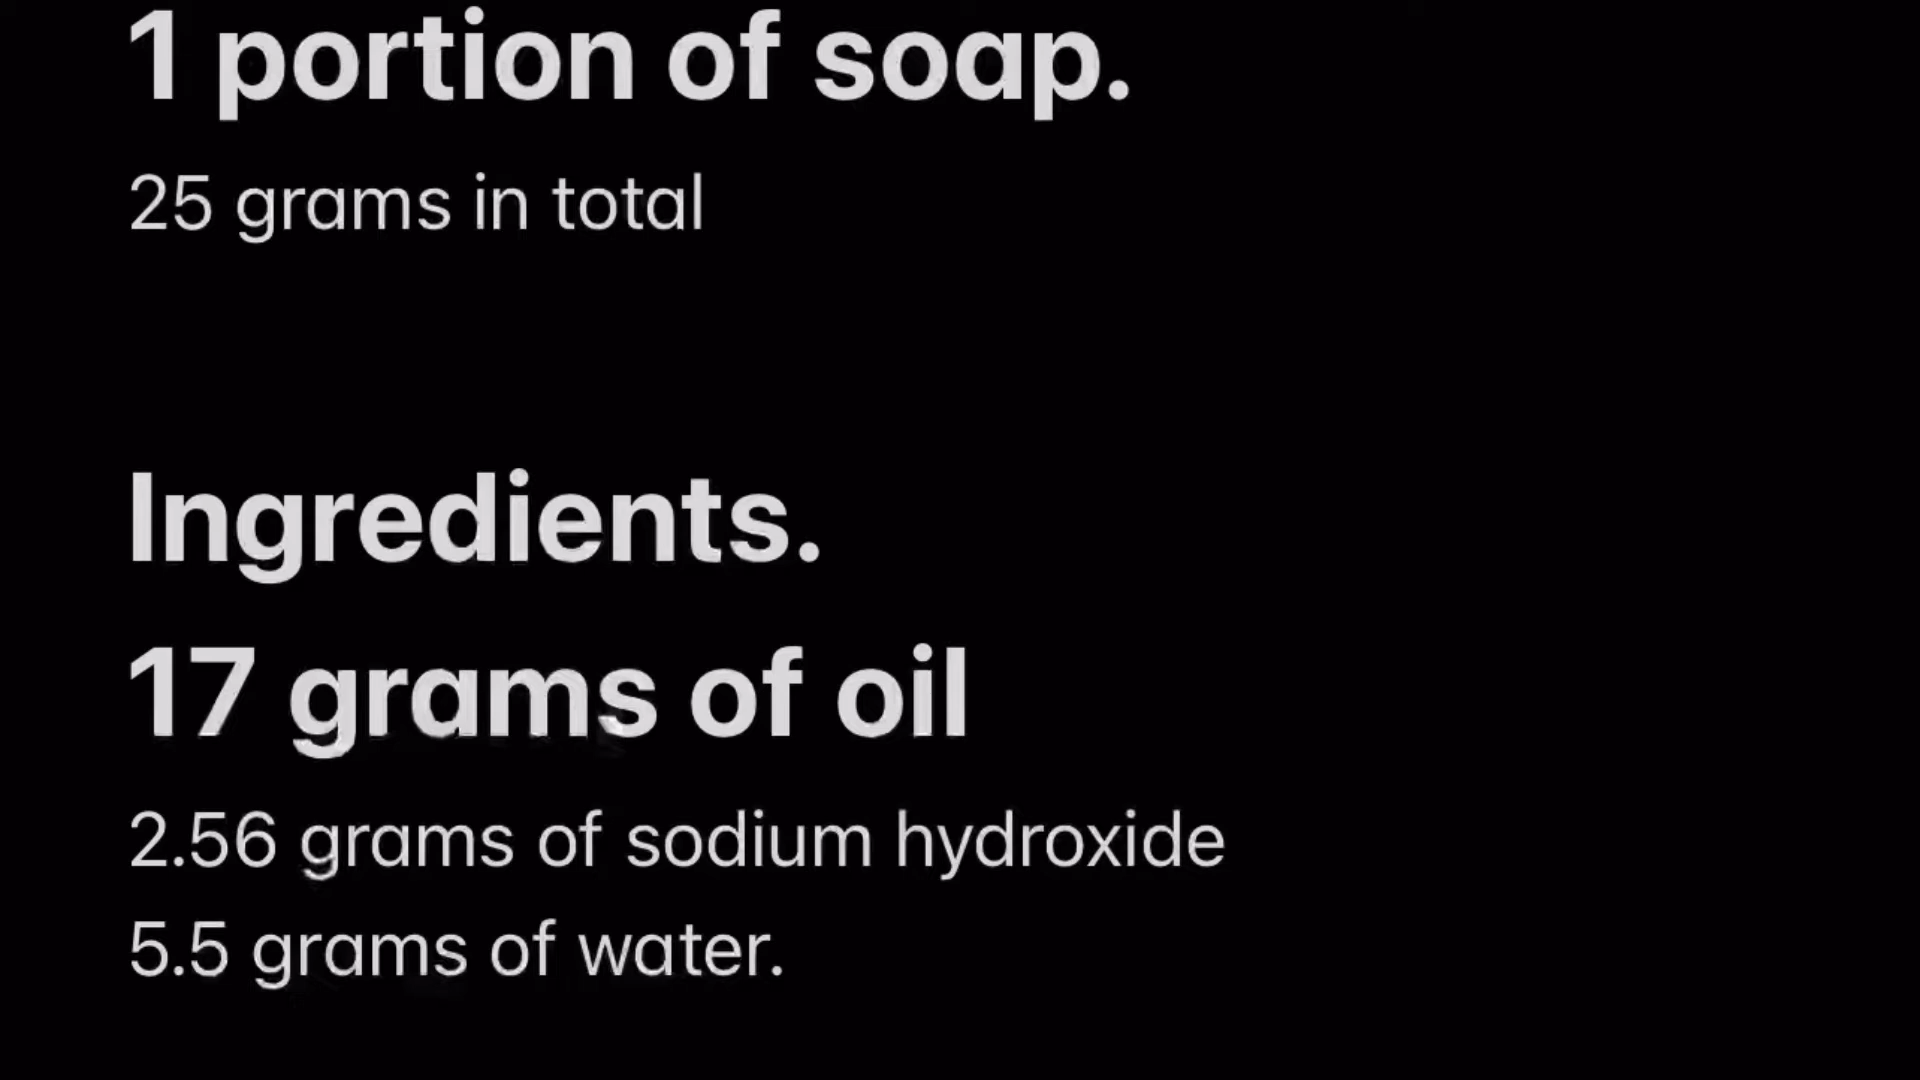 1 portion of soap.
25 grams in total
Ingredients.
17 grams of oil
2.56 grams of sodium hydroxide
5.5 grams of water.